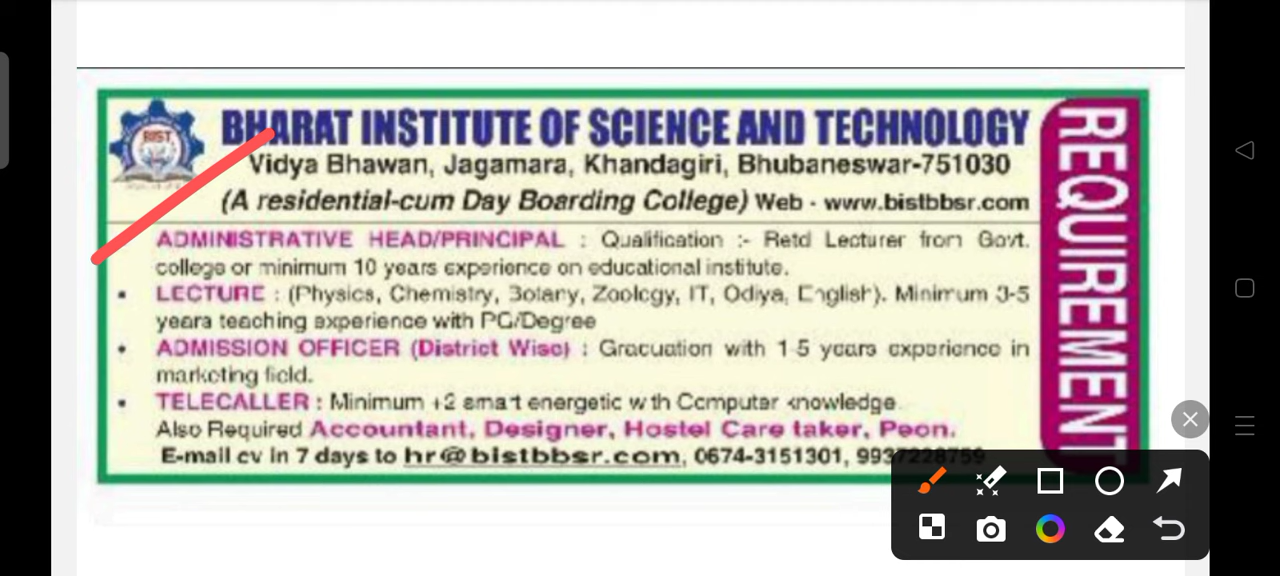 BIST
BHARAT INSTITUTE OF SCIENCE AND TECHNOLOGY
Vidya Bhawan, Jagamara, Khandagiri, Bhubaneswar-751030
(A residential-cum Day Boarding College) Web - www.bistbbsr.com
ADMINISTRATIVE HEAD/PRINCIPAL : Qualification :- Retd Lecturer from Govt.
college or minimum 10 years experience on educational institute.
• LECTURE : (Physics, Chemistry, Botany, Zoology, IT, Odiya, English). Minimum 3-5
years teaching experience with PG/Degree
• ADMISSION OFFICER (District Wise) : Graduation with 1-5 years experience in
marketing field.
• TELECALLER : Minimum +2 smart energetic with Computer knowledge.
Also Required Accountant, Designer, Hostel Care taker, Peon.
E-mail cv in 7 days to hr@bistbbsr.com, 0674-3151301, 9937228759
REQUIREMENT